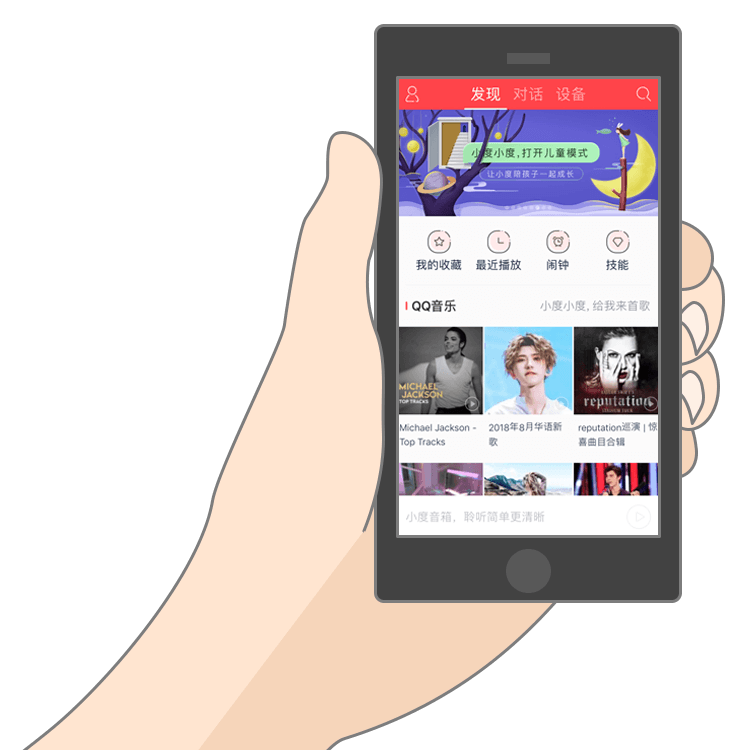 发现 对话 设备
小度小度,打开儿童模式
让小度陪孩子一起成长
我的收藏 最近播放 闹钟 技能
QQ音乐 小度小度, 给我来首歌
MICHAEL
JACKSON
TOP TRACKS
reputation
Michael Jackson -
Top Tracks
2018年8月华语新
歌
reputation巡演 | 惊
喜曲目合辑
小度音箱，聆听简单更清晰